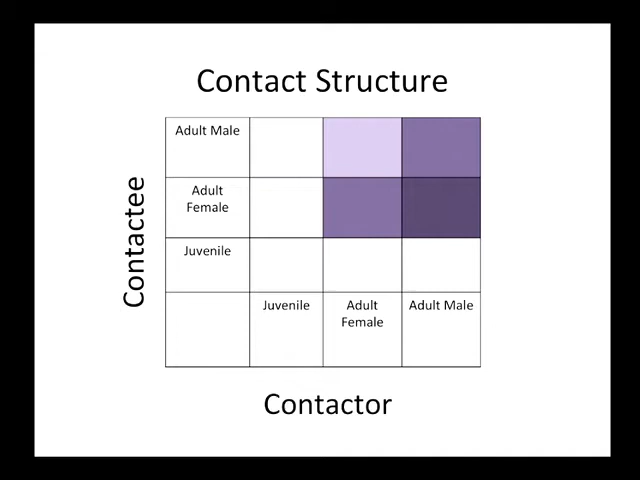 Contact Structure
Contactee
Adult Male
Adult
Female
Juvenile
Juvenile
Adult
Female
Adult Male
Contactor